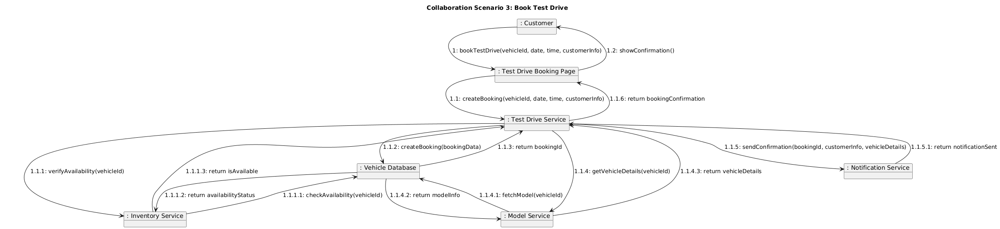 Collaboration Scenario 3: Book Test Drive
: Customer
1: bookTestDrive(vehicleId, date, time, customerInfo)
1.2: showConfirmation()
: Test Drive Booking Page
1.1: createBooking(vehicleId, date, time, customerInfo)
1.1.6: return bookingConfirmation
: Test Drive Service
1.1.2: createBooking(bookingData)
1.1.3: return bookingId
1.1.5: sendConfirmation(bookingId, customerInfo, vehicleDetails)
1.1.5.1: return notificationSent
: Vehicle Database
: Notification Service
1.1.1: verifyAvailability(vehicleId)
1.1.1.3: return isAvailable
1.1.4: getVehicleDetails(vehicleId)
1.1.4.3: return vehicleDetails
1.1.1.2: return availabilityStatus
1.1.1.1: checkAvailability(vehicleId)
1.1.4.2: return modelInfo
1.1.4.1: fetchModel(vehicleId)
: Inventory Service
: Model Service